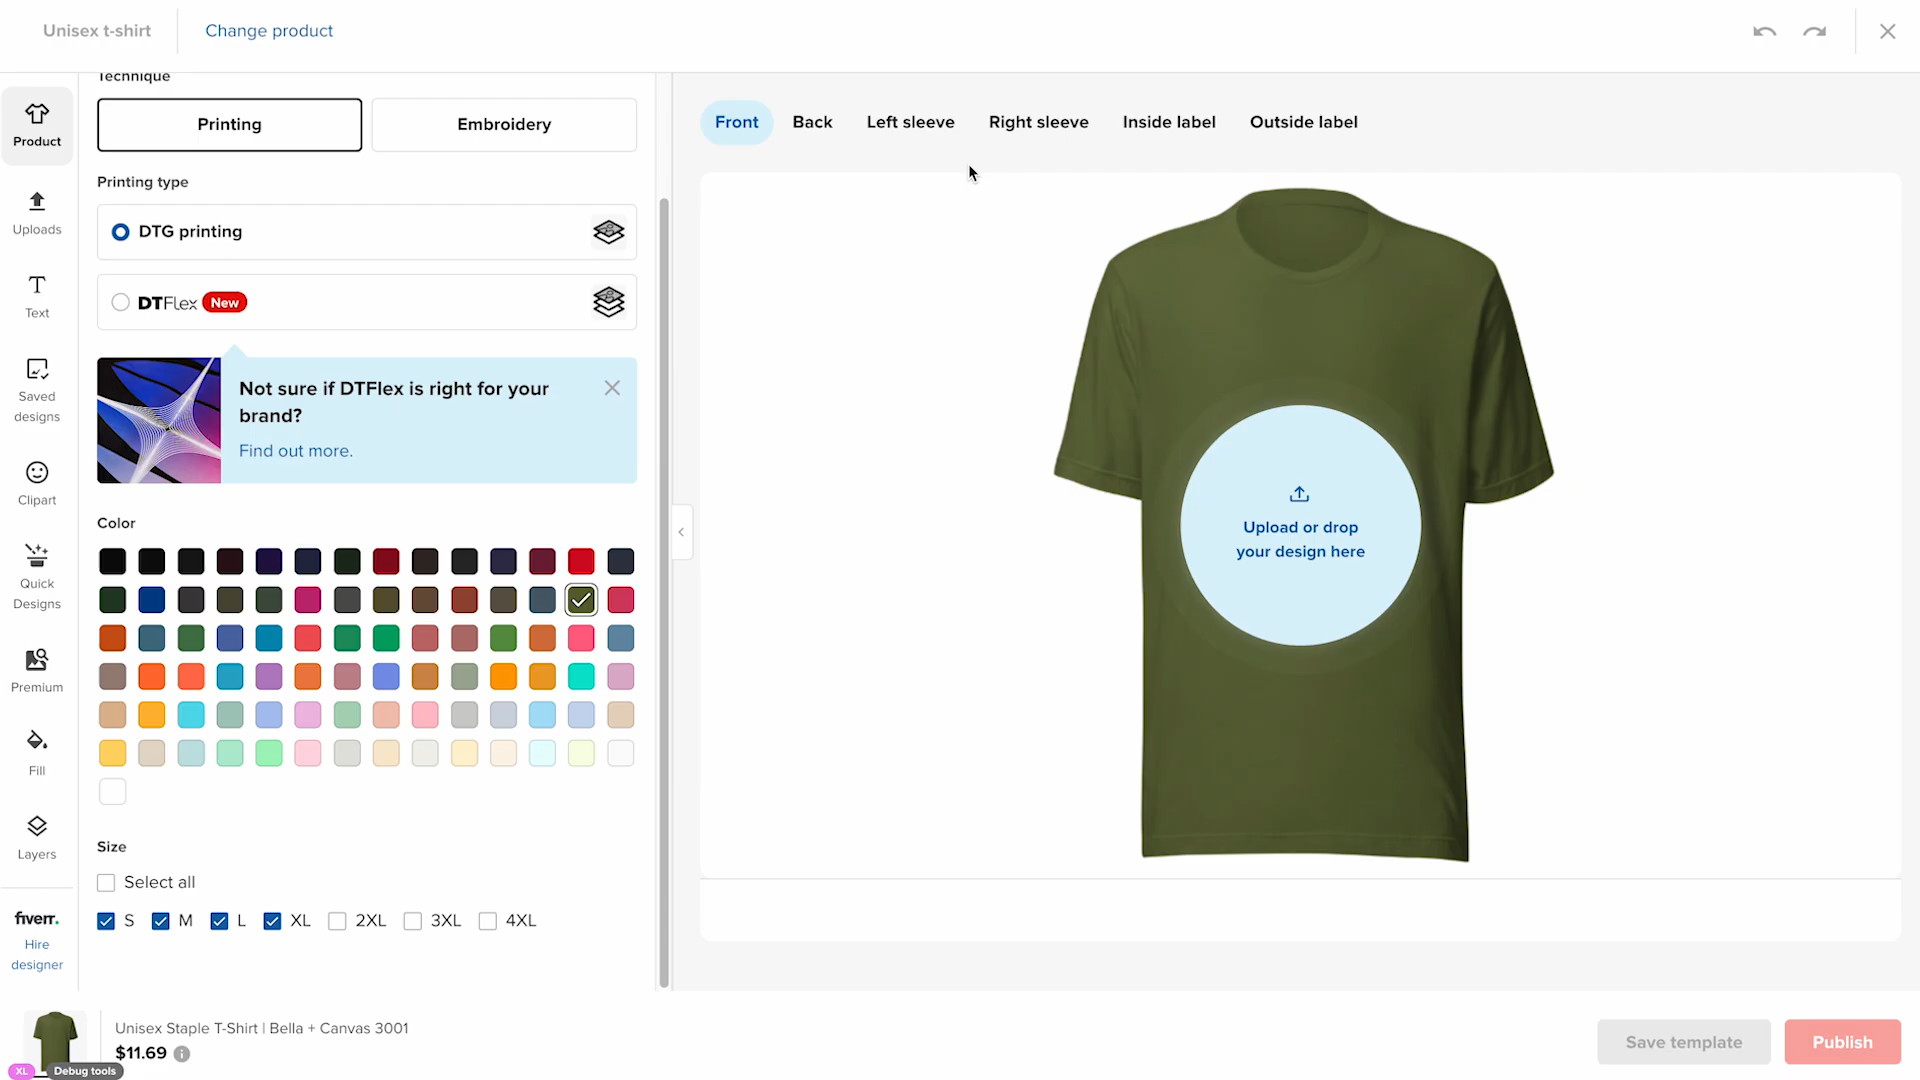 Unisex t-shirt
Change product
Product
Uploads
Text
Saved
designs
Clipart
Quick
Designs
Premium
Fill
Layers
fiverr.
Hire
designer
Technique
Printing
Embroidery
Printing type
DTG printing
DTFlex New
Not sure if DTFlex is right for your
brand?
Find out more.
Color
Size
Select all
S M L XL 2XL 3XL 4XL
Front Back Left sleeve Right sleeve Inside label Outside label
Upload or drop
your design here
Unisex Staple T-Shirt | Bella + Canvas 3001
$11.69
XL
Debug tools
Save template
Publish